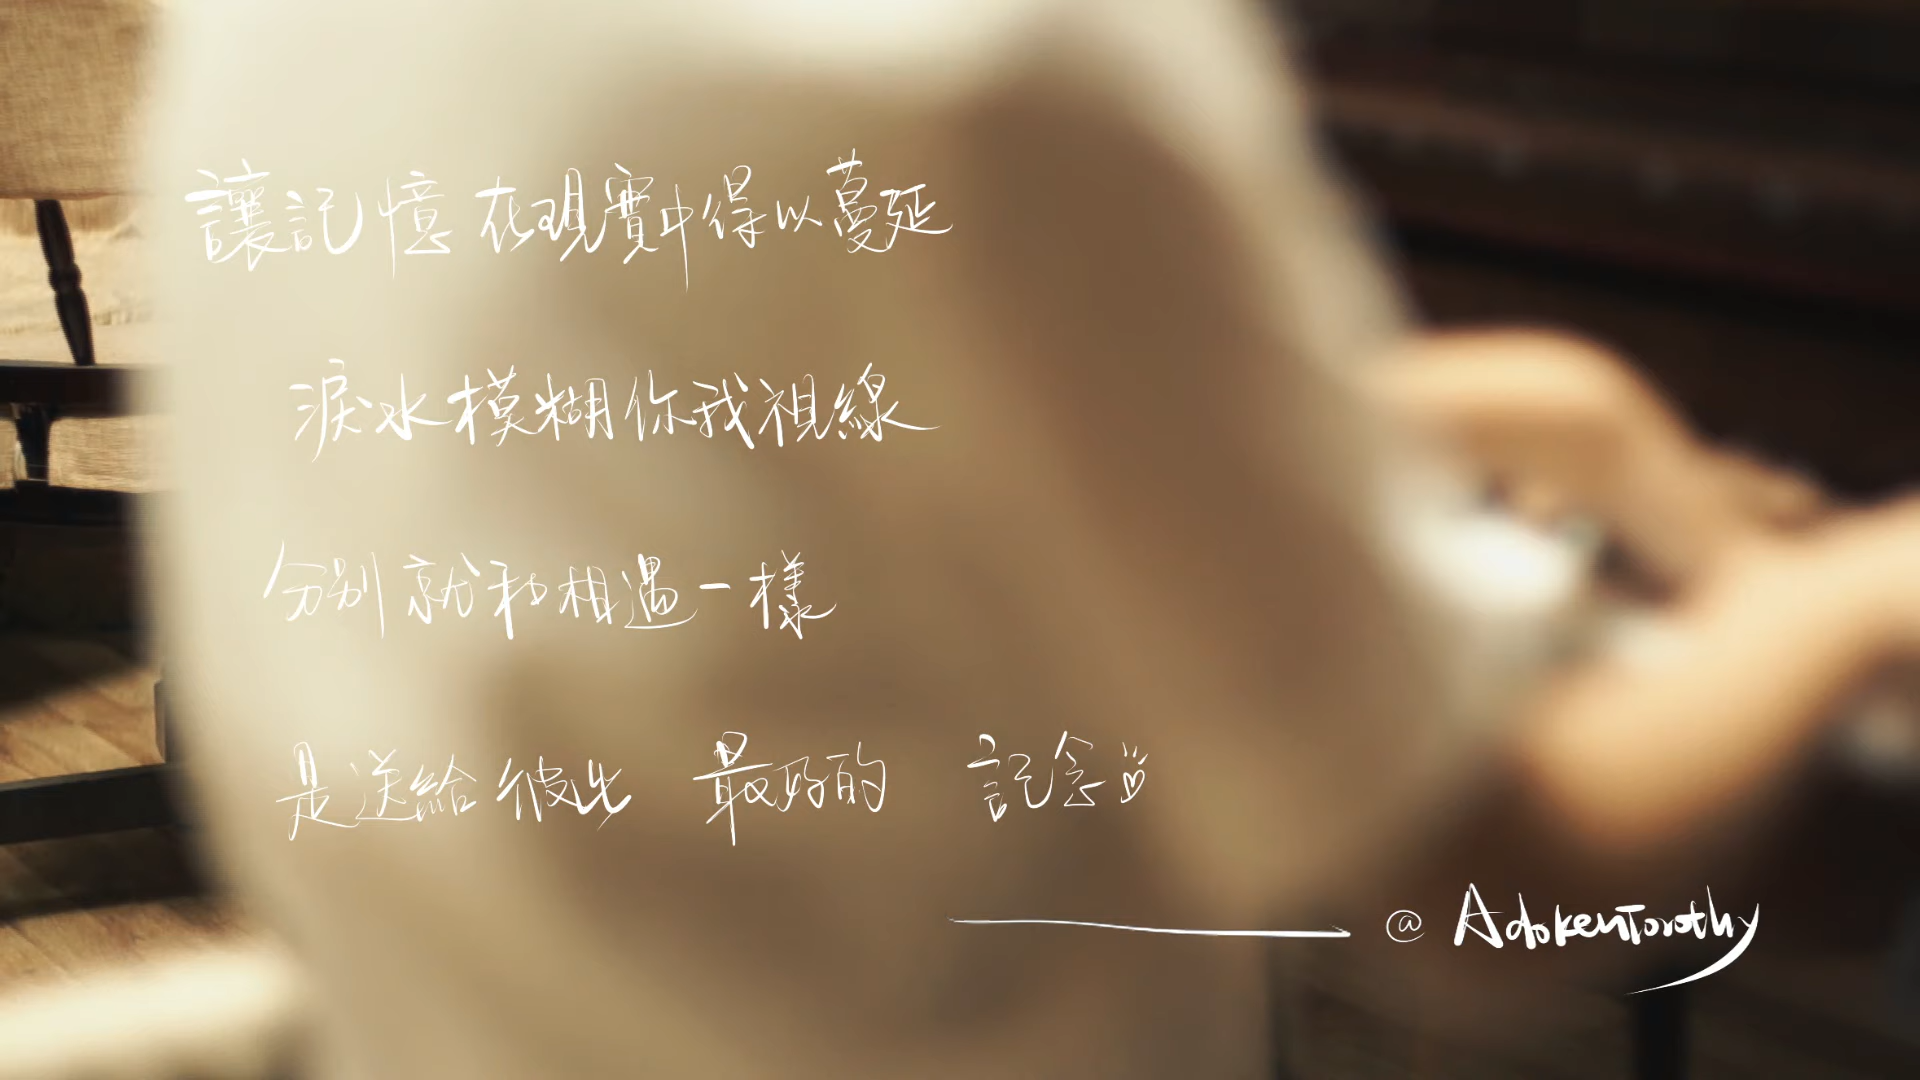 讓記憶 在現實中得以蔓延
淚水模糊你我視線
分别就和相遇一樣
是送給彼此 最好的 記念
@AdokenTorothy